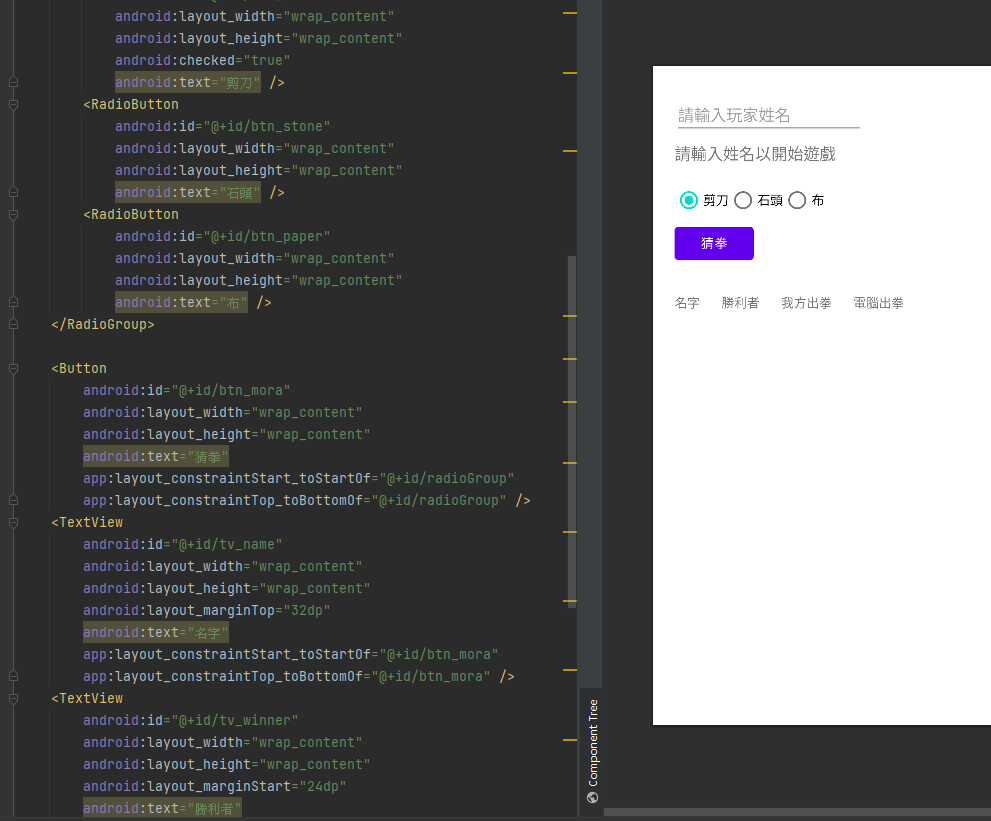 android:layout_width="wrap_content"
android:layout_height="wrap_content"
android:checked="true"
android:text="剪刀" />
<RadioButton
android:id="@+id/btn_stone"
android:layout_width="wrap_content"
android:layout_height="wrap_content"
android:text="石頭" />
<RadioButton
android:id="@+id/btn_paper"
android:layout_width="wrap_content"
android:layout_height="wrap_content"
android:text="布" />
</RadioGroup>
<Button
android:id="@+id/btn_mora"
android:layout_width="wrap_content"
android:layout_height="wrap_content"
android:text="猜拳"
app:layout_constraintStart_toStartOf="@+id/radioGroup"
app:layout_constraintTop_toBottomOf="@+id/radioGroup" />
<TextView
android:id="@+id/tv_name"
android:layout_width="wrap_content"
android:layout_height="wrap_content"
android:layout_marginTop="32dp"
android:text="名字"
app:layout_constraintStart_toStartOf="@+id/btn_mora"
app:layout_constraintTop_toBottomOf="@+id/btn_mora" />
<TextView
android:id="@+id/tv_winner"
android:layout_width="wrap_content"
android:layout_height="wrap_content"
android:layout_marginStart="24dp"
android:text="勝利者"
Component Tree
請輸入玩家姓名
請輸入姓名以開始遊戲
剪刀 石頭 布
猜拳
名字 勝利者 我方出拳 電腦出拳